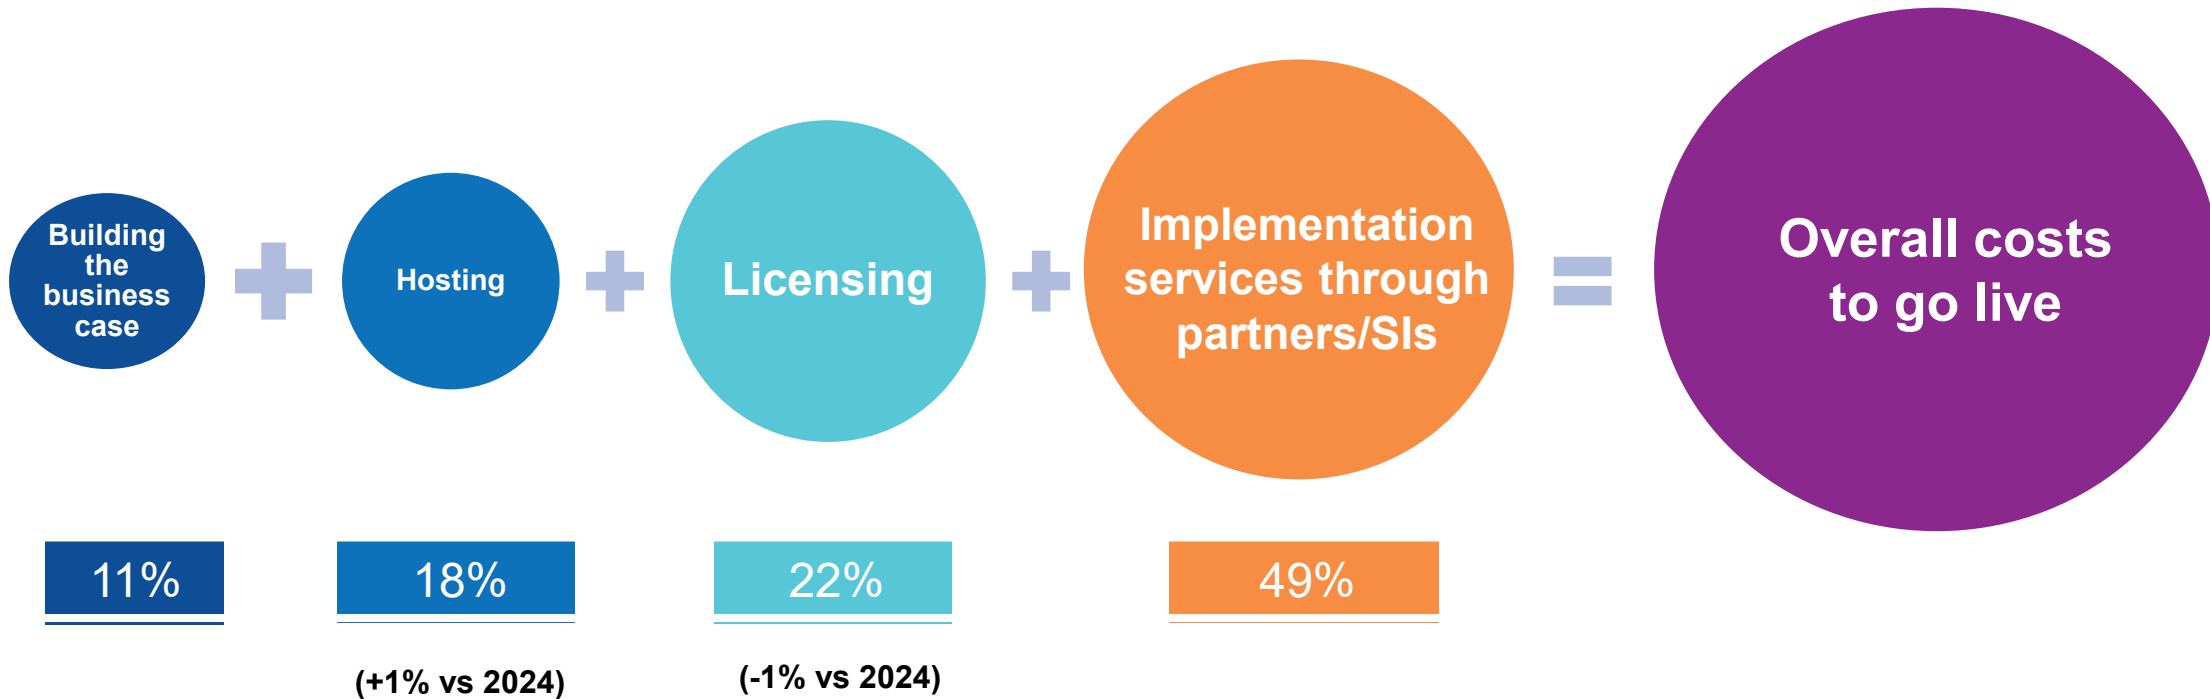 Building
the
business
case
Hosting
Licensing
Implementation
services through
partners/SIs
Overall costs
to go live
11%
18%
22%
49%
(+1% vs 2024)
(-1% vs 2024)